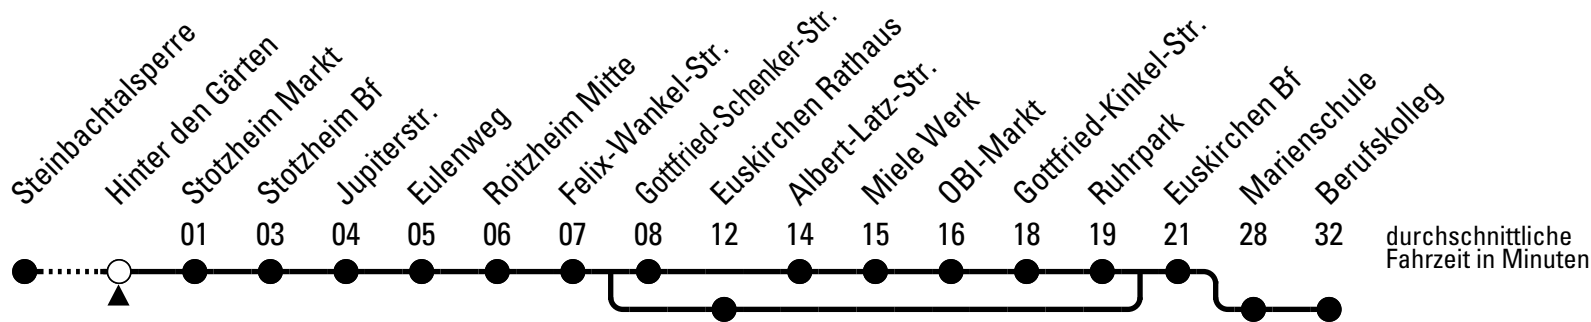 Steinbachtalsperre
Hinter den Gärten
Stotzheim Markt
Stotzheim Bf
Jupiterstr.
Eulenweg
Roitzheim Mitte
Felix-Wankel-Str.
Gottfried-Schenker-Str.
Euskirchen Rathaus
Albert-Latz-Str.
Miele Werk
OBI-Markt
Gottfried-Kinkel-Str.
Ruhrpark
Euskirchen Bf
Marienschule
Berufskolleg
01 03 04 05 06 07 08 12 14 15 16 18 19 21 28 32
durchschnittliche
Fahrzeit in Minuten